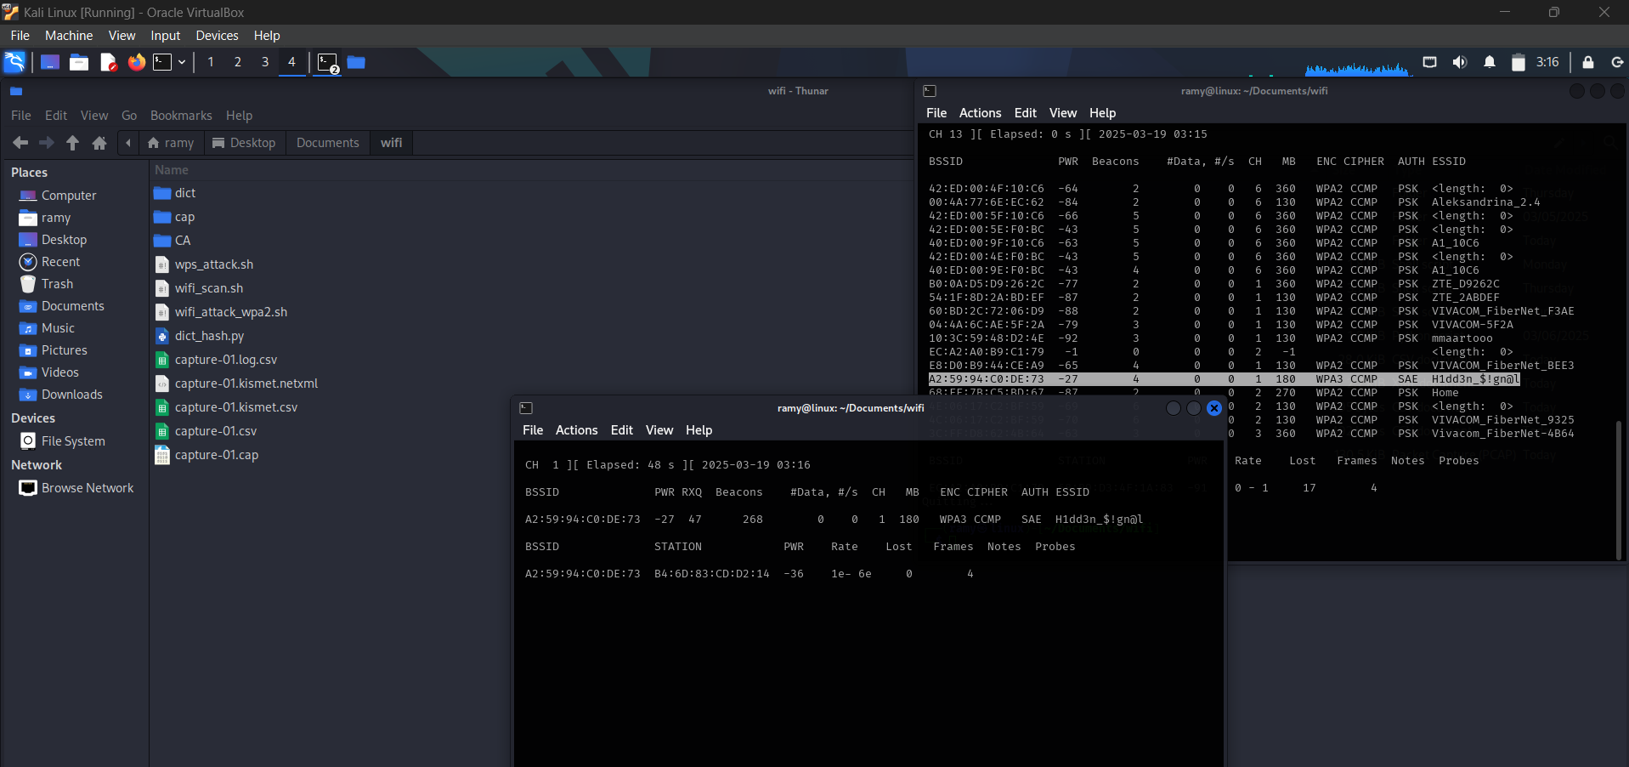 Kali Linux [Running] - Oracle VirtualBox
File Machine View Input Devices Help
1 2 3 4 2 3:16
wifi - Thunar
File Edit View Go Bookmarks Help
ramy Desktop Documents wifi
Places
Computer
ramy
Desktop
Recent
Trash
Documents
Music
Pictures
Videos
Downloads
Devices
File System
Network
Browse Network
Name
dict
cap
CA
wps_attack.sh
wifi_scan.sh
wifi_attack_wpa2.sh
dict_hash.py
capture-01.log.csv
capture-01.kismet.netxml
capture-01.kismet.csv
capture-01.csv
capture-01.cap
ramy@linux: ~/Documents/wifi
File Actions Edit View Help
CH 13 ][ Elapsed: 0 s ][ 2025-03-19 03:15
BSSID PWR Beacons #Data, #/s CH MB ENC CIPHER AUTH ESSID
42:ED:00:4F:10:C6 -64 2 0 0 6 360 WPA2 CCMP PSK <length: 0>
00:4A:77:6E:EC:62 -84 2 0 0 6 130 WPA2 CCMP PSK Aleksandrina_2.4
42:ED:00:5F:10:C6 -66 5 0 0 6 360 WPA2 CCMP PSK <length: 0>
42:ED:00:5E:F0:BC -43 5 0 0 6 360 WPA2 CCMP PSK <length: 0>
40:ED:00:9F:10:C6 -63 5 0 0 6 360 WPA2 CCMP PSK A1_10C6
42:ED:00:4E:F0:BC -43 5 0 0 6 360 WPA2 CCMP PSK <length: 0>
40:ED:00:9E:F0:BC -43 4 0 0 6 360 WPA2 CCMP PSK A1_10C6
B0:0A:D5:D9:26:2C -77 2 0 0 1 360 WPA2 CCMP PSK ZTE_D9262C
54:1F:8D:2A:BD:EF -87 2 0 0 1 130 WPA2 CCMP PSK ZTE_2ABDEF
60:BD:2C:72:06:D9 -88 2 0 0 1 130 WPA2 CCMP PSK VIVACOM_FiberNet_F3AE
04:4A:6C:AE:5F:2A -79 3 0 0 1 130 WPA2 CCMP PSK VIVACOM-5F2A
10:3C:59:48:D2:4E -92 3 0 0 1 130 WPA2 CCMP PSK mmaartooo
EC:A2:A0:B9:C1:79 -1 0 0 0 2 -1 <length: 0>
E8:D0:B9:44:CE:A9 -65 4 0 0 1 130 WPA2 CCMP PSK VIVACOM_FiberNet_BEE3
A2:59:94:C0:DE:73 -27 4 0 0 1 180 WPA3 CCMP SAE H1dd3n_$!gn@l
68:EE:7B:C5:BD:67 -87 2 0 0 2 270 WPA2 CCMP PSK Home
0 2 130 WPA2 CCMP PSK <length: 0>
0 2 130 WPA2 CCMP PSK VIVACOM_FiberNet_9325
0 3 360 WPA2 CCMP PSK Vivacom_FiberNet-4B64
Rate Lost Frames Notes Probes
0 - 1 17 4
ramy@linux: ~/Documents/wifi
File Actions Edit View Help
CH 1 ][ Elapsed: 48 s ][ 2025-03-19 03:16
BSSID PWR RXQ Beacons #Data, #/s CH MB ENC CIPHER AUTH ESSID
A2:59:94:C0:DE:73 -27 47 268 0 0 1 180 WPA3 CCMP SAE H1dd3n_$!gn@l
BSSID STATION PWR Rate Lost Frames Notes Probes
A2:59:94:C0:DE:73 B4:6D:83:CD:D2:14 -36 1e- 6e 0 4